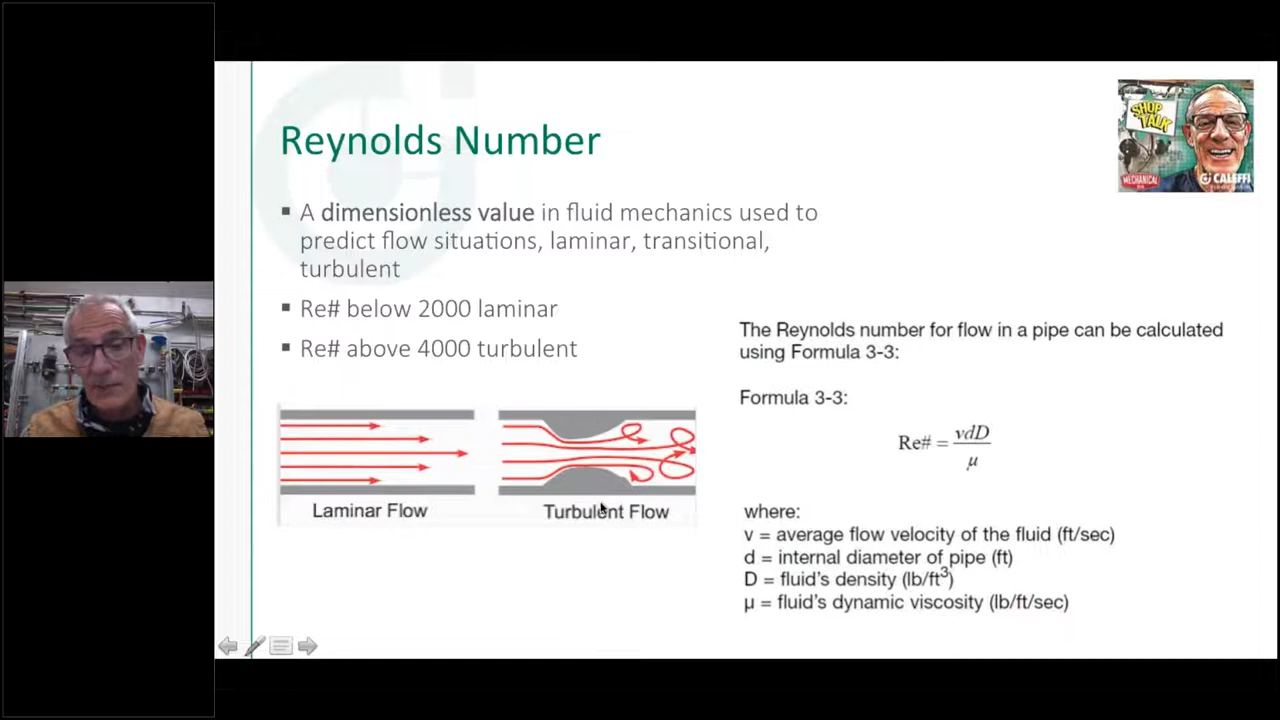 Reynolds Number
▪ A dimensionless value in fluid mechanics used to
predict flow situations, laminar, transitional,
turbulent
▪ Re# below 2000 laminar
▪ Re# above 4000 turbulent
Laminar Flow
Turbulent Flow
SHOP
TALK
MECHANICAL
CALEFFI
The Reynolds number for flow in a pipe can be calculated
using Formula 3-3:
Formula 3-3:
Re# = vdD / μ
where:
v = average flow velocity of the fluid (ft/sec)
d = internal diameter of pipe (ft)
D = fluid's density (lb/ft³)
μ = fluid's dynamic viscosity (lb/ft/sec)